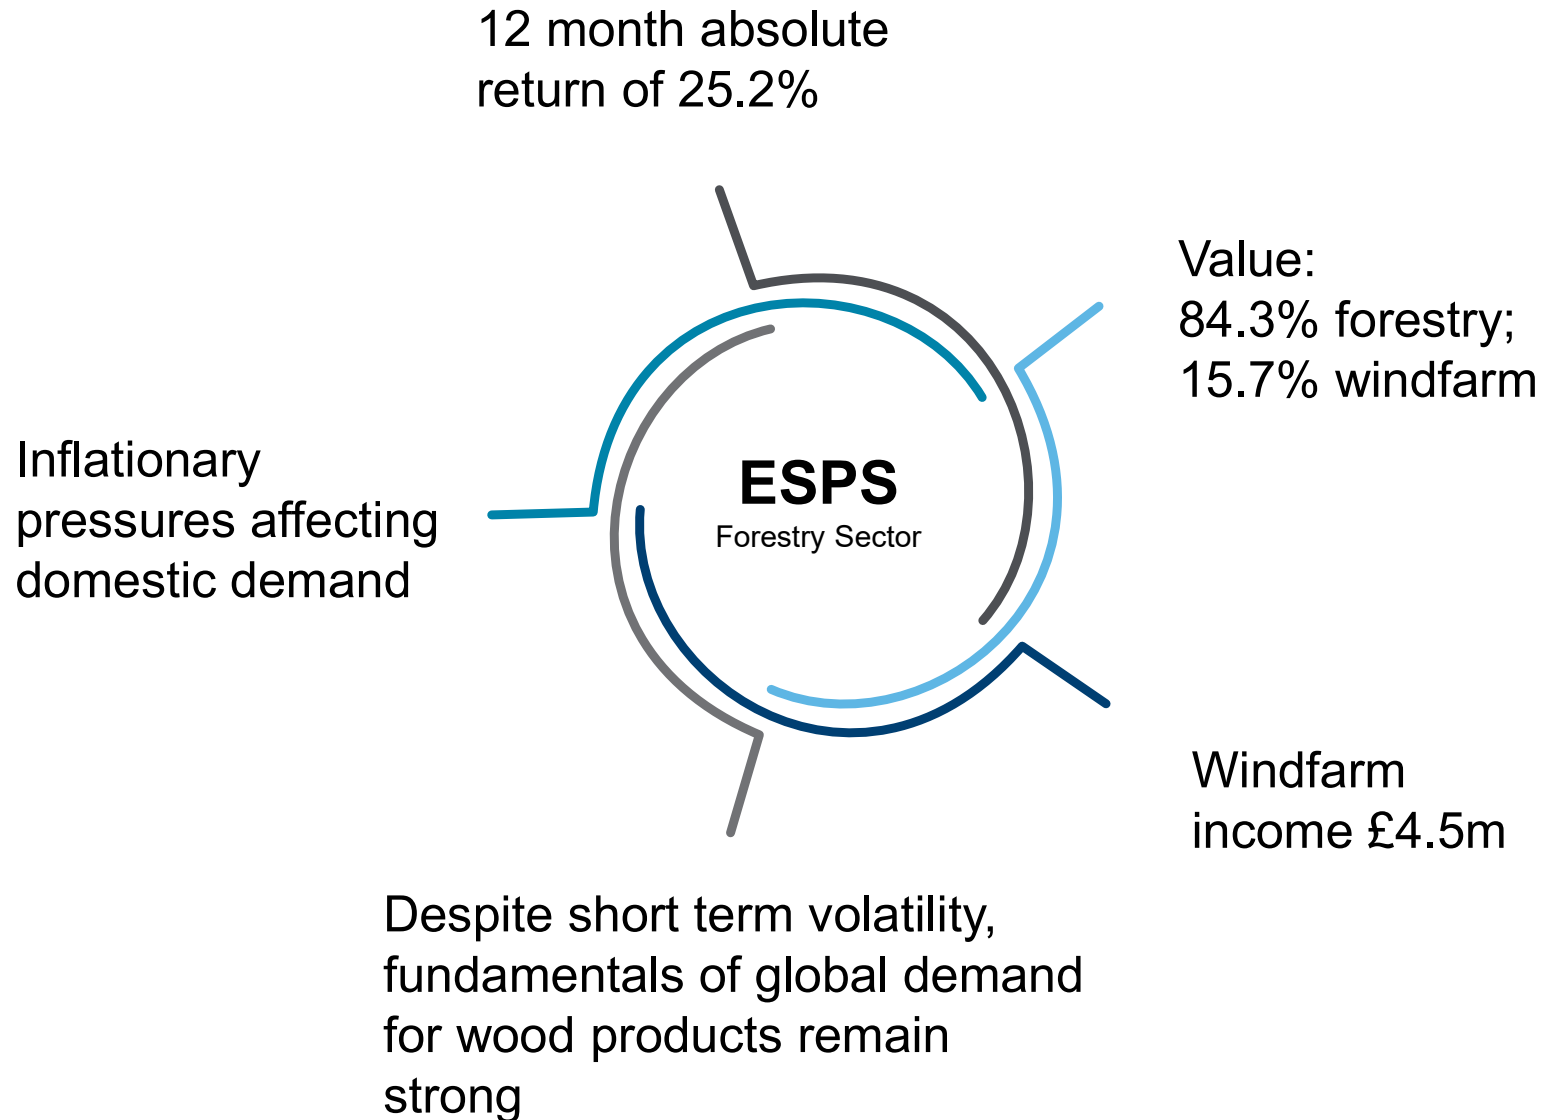 12 month absolute
return of 25.2%
Value:
84.3% forestry;
15.7% windfarm
Inflationary
pressures affecting
domestic demand
ESPS
Forestry Sector
Windfarm
income £4.5m
Despite short term volatility,
fundamentals of global demand
for wood products remain
strong